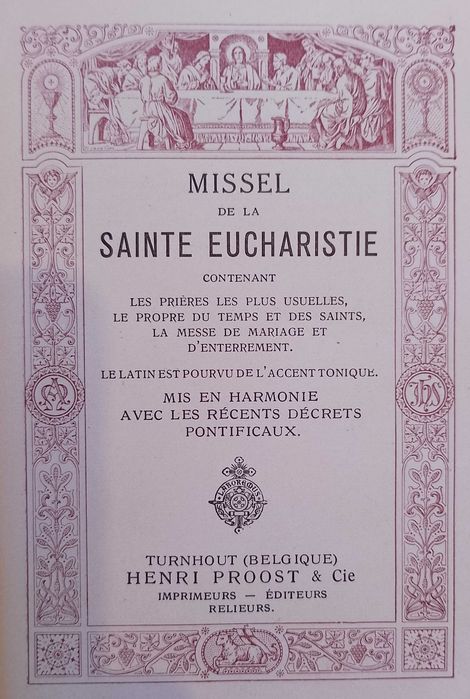 MISSEL
DE LA
SAINTE EUCHARISTIE
CONTENANT
LES PRIÈRES LES PLUS USUELLES,
LE PROPRE DU TEMPS ET DES SAINTS,
LA MESSE DE MARIAGE ET
D'ENTERREMENT.
LE LATIN EST POURVU DE L'ACCENT TONIQUE.
MIS EN HARMONIE
AVEC LES RÉCENTS DÉCRETS
PONTIFICAUX.
IHS
LABOREMUS
TURNHOUT (BELGIQUE)
HENRI PROOST & Cie
IMPRIMEURS — ÉDITEURS
RELIEURS.